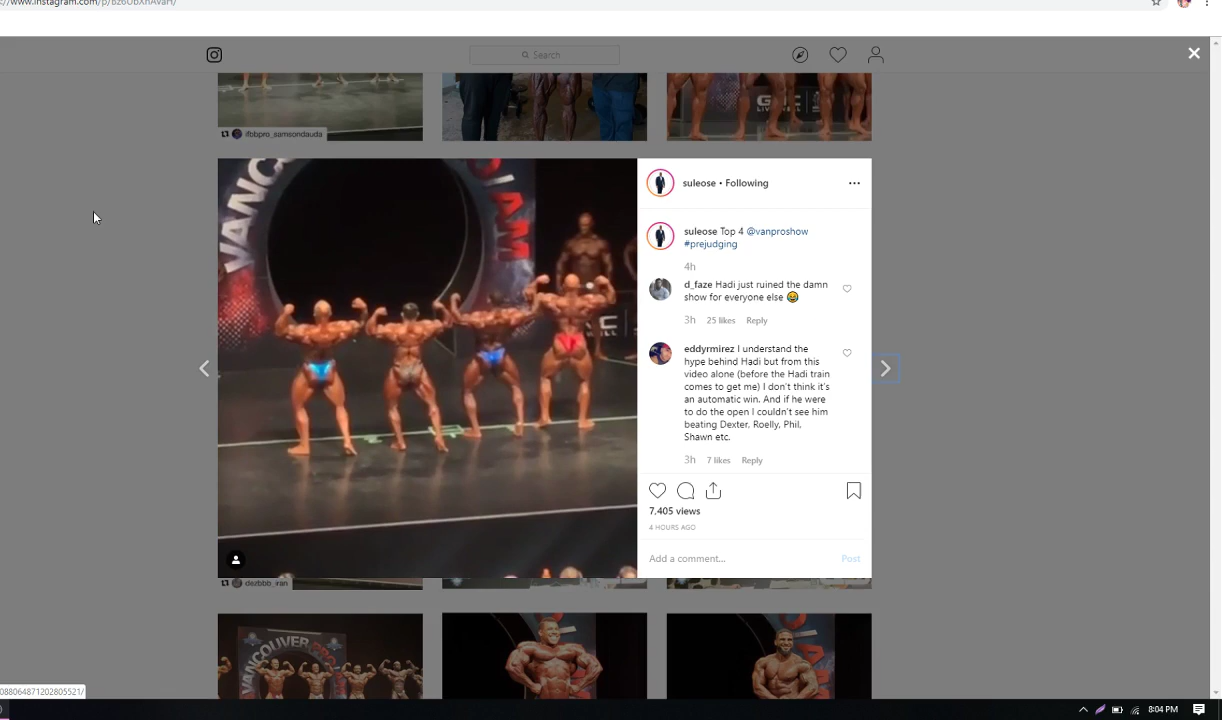 Search
ifbbpro_samsondauda
suleose • Following
suleose Top 4 @vanproshow
#prejudging
4h
d_faze Hadi just ruined the damn
show for everyone else 😂
3h 25 likes Reply
eddyrmirez I understand the
hype behind Hadi but from this
video alone (before the Hadi train
comes to get me) I don't think it's
an automatic win. And if he were
to do the open I couldn't see him
beating Dexter, Roelly, Phil,
Shawn etc.
3h 7 likes Reply
7,405 views
4 HOURS AGO
Add a comment... Post
VANCOUVER
8:04 PM